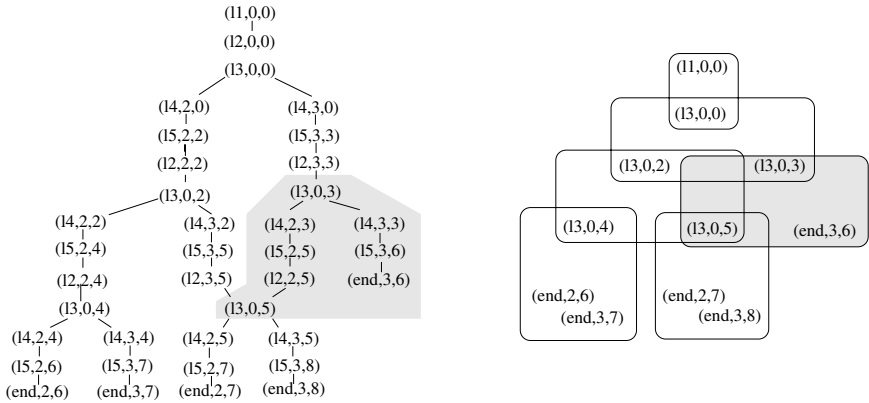 (l1,0,0)
(l2,0,0)
(l3,0,0)
(l4,2,0) (l4,3,0)
(l5,2,2) (l5,3,3)
(l2,2,2) (l2,3,3)
(l3,0,2) (l3,0,3)
(l4,2,2) (l4,3,2) (l4,2,3) (l4,3,3)
(l5,2,4) (l5,3,5) (l5,2,5) (l5,3,6)
(l2,2,4) (l2,3,5) (l2,2,5) (end,3,6)
(l3,0,4) (l3,0,5)
(l4,2,4) (l4,3,4) (l4,2,5) (l4,3,5)
(l5,2,6) (l5,3,7) (l5,2,7) (l5,3,8)
(end,2,6) (end,3,7) (end,2,7) (end,3,8)
(l1,0,0)
(l3,0,0)
(l3,0,2) (l3,0,3)
(l3,0,4) (l3,0,5) (end,3,6)
(end,2,6) (end,2,7)
(end,3,7) (end,3,8)